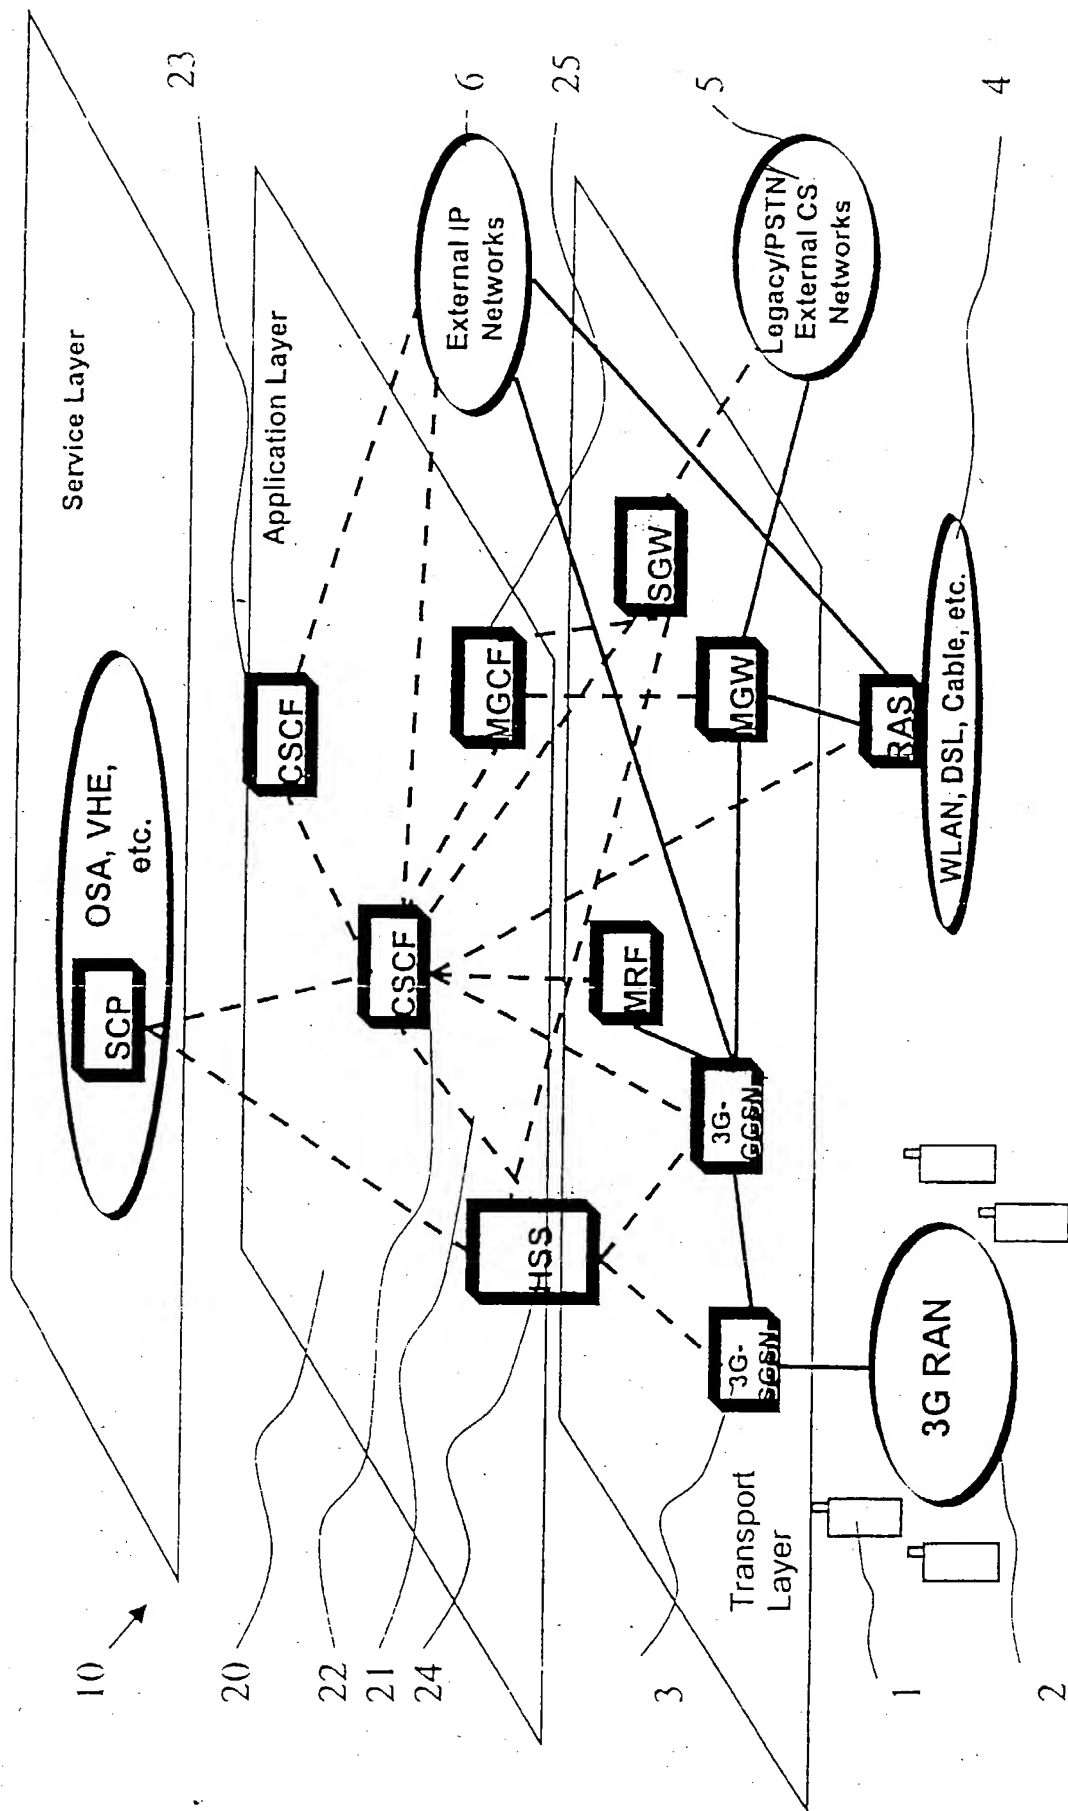 10
Service Layer
SCP
OSA, VHE,
etc.
23
20
Application Layer
CSCF
CSCF
22
21
24
HSS
MGCF
External IP
Networks
6
25
3
Transport
Layer
MRF
SGW
3G-
SGSN
3G-
GGSN
MGW
Legacy/PSTN/
External CS
Networks
5
RAS
WLAN, DSL, Cable, etc.
4
3G RAN
1
2